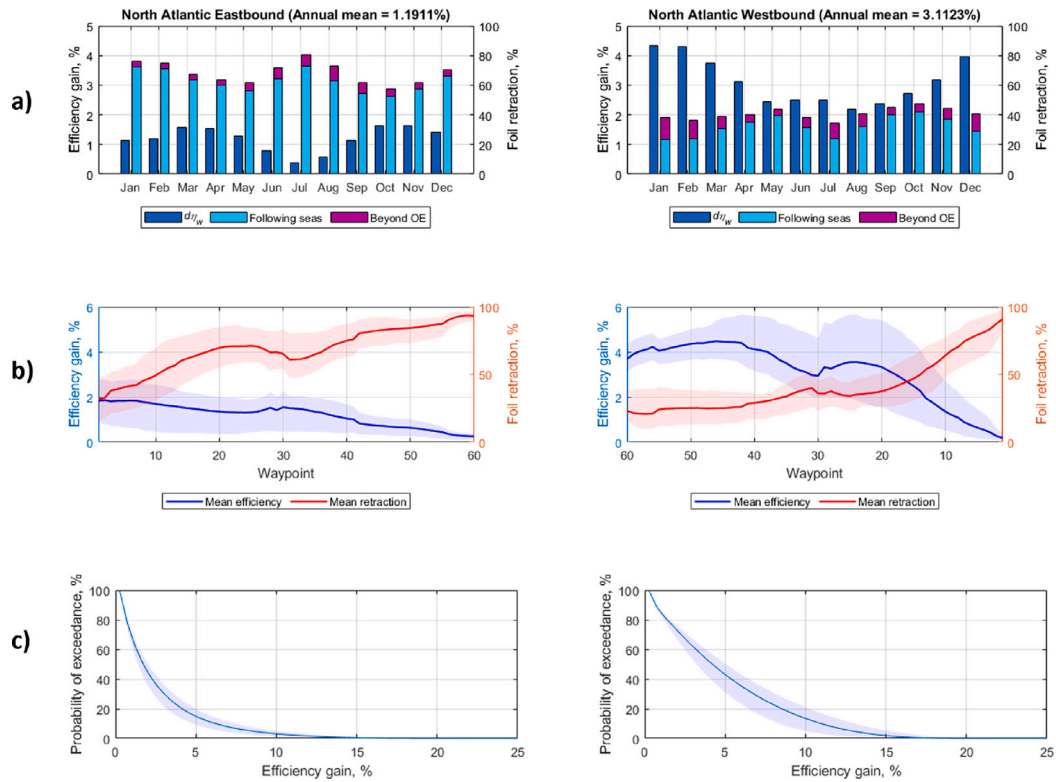 a)
North Atlantic Eastbound (Annual mean = 1.1911%)
Efficiency gain, %
0 1 2 3 4 5
Foil retraction, %
0 20 40 60 80 100
Jan Feb Mar Apr May Jun Jul Aug Sep Oct Nov Dec
dη_w Following seas Beyond OE
North Atlantic Westbound (Annual mean = 3.1123%)
Efficiency gain, %
0 1 2 3 4 5
Foil retraction, %
0 20 40 60 80 100
Jan Feb Mar Apr May Jun Jul Aug Sep Oct Nov Dec
dη_w Following seas Beyond OE
b)
Efficiency gain, %
0 2 4 6
Foil retraction, %
0 50 100
10 20 30 40 50 60
Waypoint
Mean efficiency Mean retraction
Efficiency gain, %
0 2 4 6
Foil retraction, %
0 50 100
60 50 40 30 20 10
Waypoint
Mean efficiency Mean retraction
c)
Probability of exceedance, %
0 20 40 60 80 100
0 5 10 15 20 25
Efficiency gain, %
Probability of exceedance, %
0 20 40 60 80 100
0 5 10 15 20 25
Efficiency gain, %